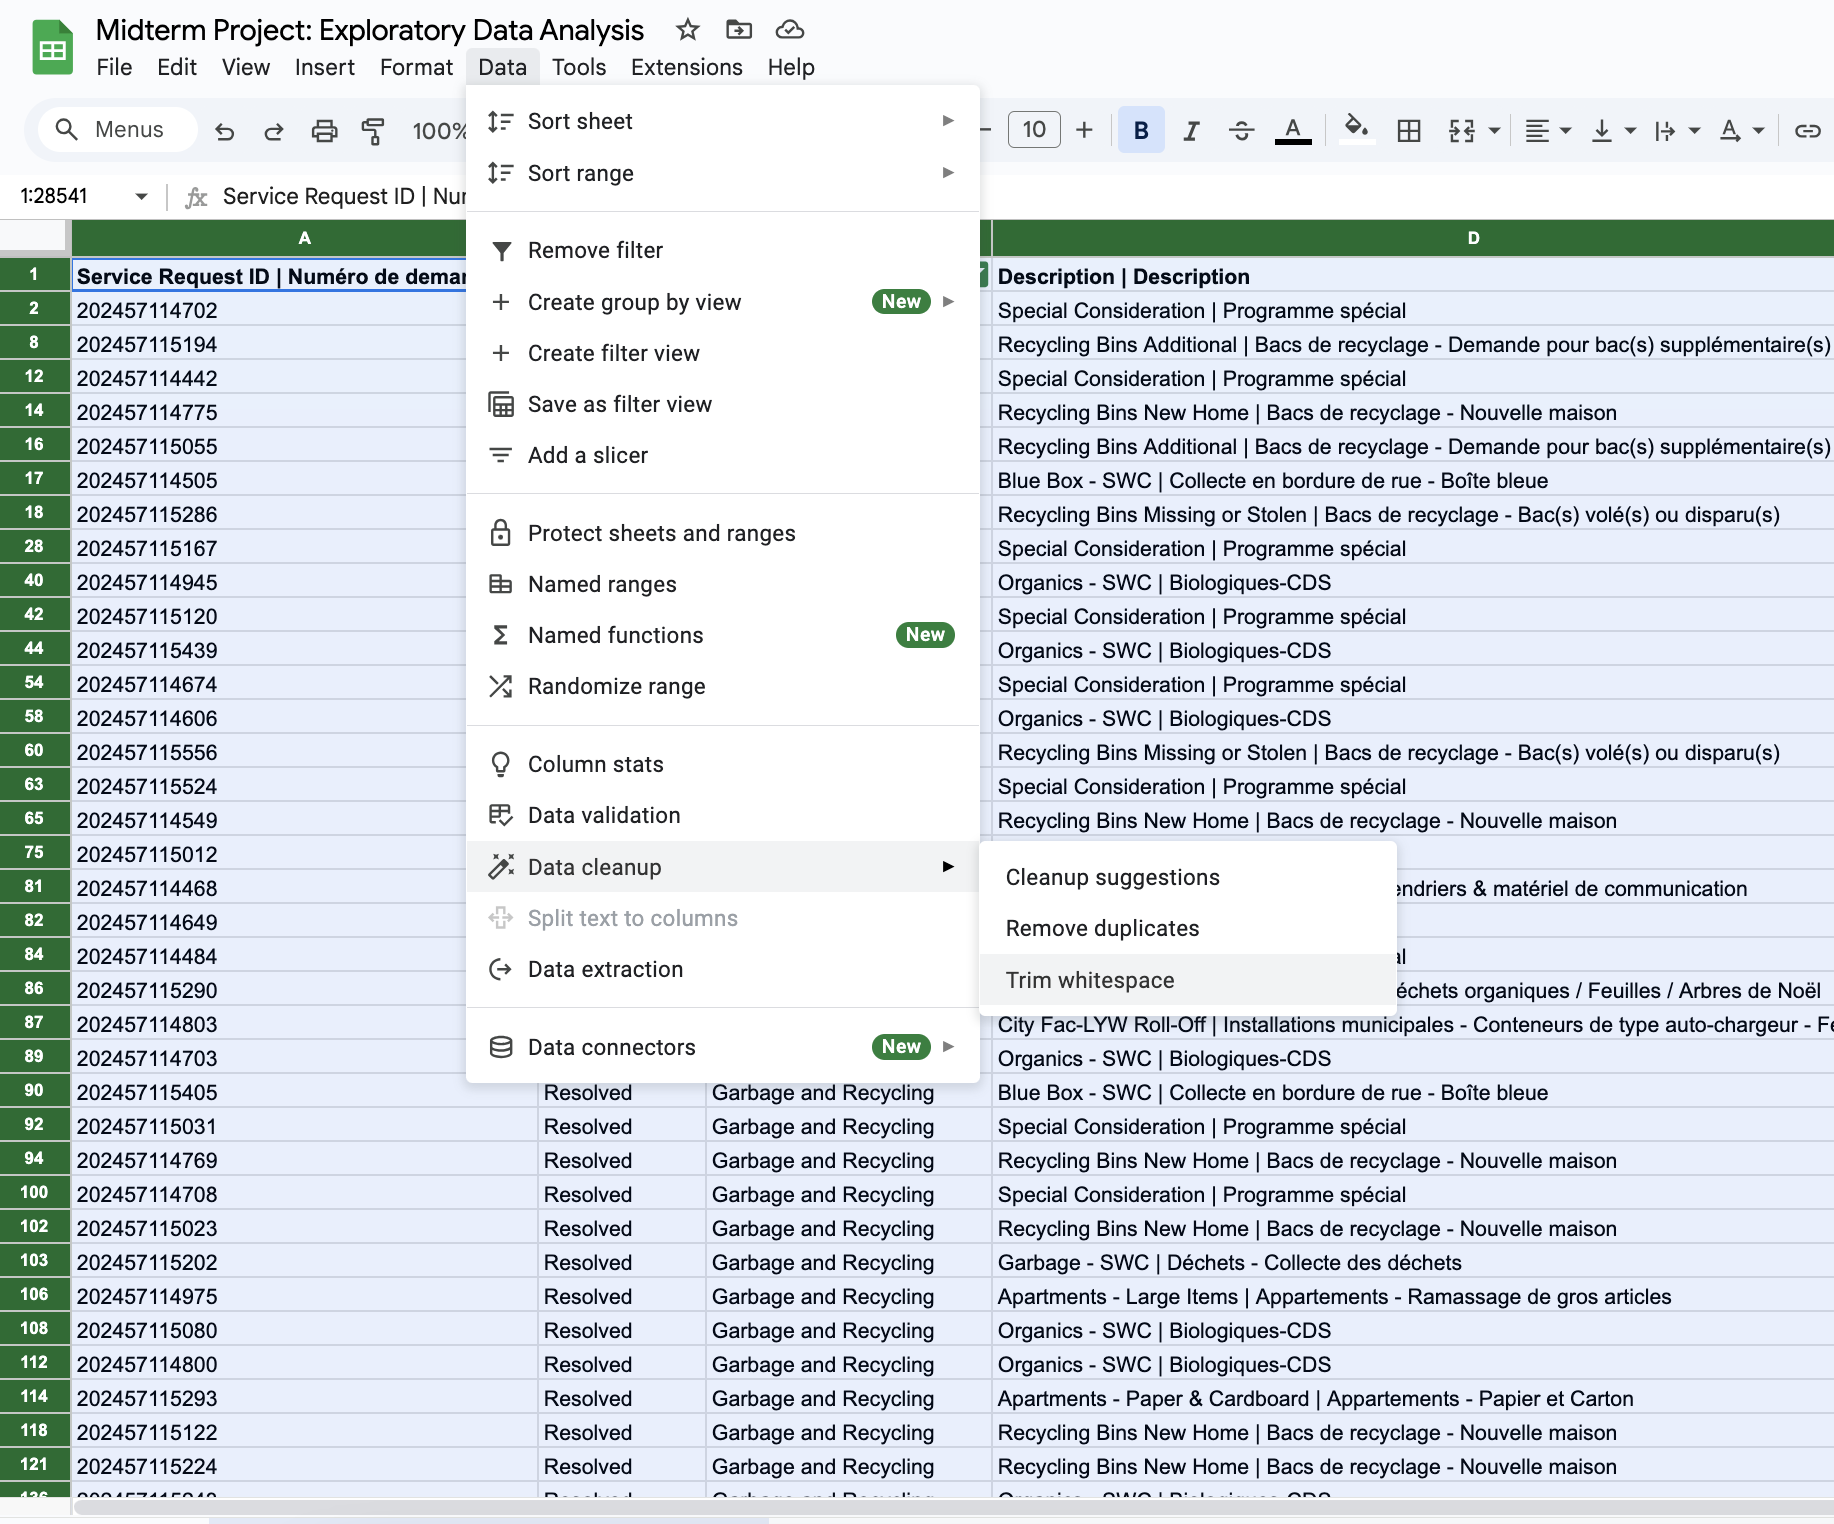 Midterm Project: Exploratory Data Analysis
File Edit View Insert Format Data Tools Extensions Help
Menus 100% 10 B I A
1:28541 fx Service Request ID | Nu
Sort sheet
Sort range
Remove filter
Create group by view New
Create filter view
Save as filter view
Add a slicer
Protect sheets and ranges
Named ranges
Named functions New
Randomize range
Column stats
Data validation
Data cleanup
Split text to columns
Data extraction
Data connectors New
Cleanup suggestions
Remove duplicates
Trim whitespace
A D
1 Service Request ID | Numéro de dema Description | Description
2 202457114702 Special Consideration | Programme spécial
8 202457115194 Recycling Bins Additional | Bacs de recyclage - Demande pour bac(s) supplémentaire(s)
12 202457114442 Special Consideration | Programme spécial
14 202457114775 Recycling Bins New Home | Bacs de recyclage - Nouvelle maison
16 202457115055 Recycling Bins Additional | Bacs de recyclage - Demande pour bac(s) supplémentaire(s)
17 202457114505 Blue Box - SWC | Collecte en bordure de rue - Boîte bleue
18 202457115286 Recycling Bins Missing or Stolen | Bacs de recyclage - Bac(s) volé(s) ou disparu(s)
28 202457115167 Special Consideration | Programme spécial
40 202457114945 Organics - SWC | Biologiques-CDS
42 202457115120 Special Consideration | Programme spécial
44 202457115439 Organics - SWC | Biologiques-CDS
54 202457114674 Special Consideration | Programme spécial
58 202457114606 Organics - SWC | Biologiques-CDS
60 202457115556 Recycling Bins Missing or Stolen | Bacs de recyclage - Bac(s) volé(s) ou disparu(s)
63 202457115524 Special Consideration | Programme spécial
65 202457114549 Recycling Bins New Home | Bacs de recyclage - Nouvelle maison
75 202457115012
81 202457114468 endriers & matériel de communication
82 202457114649
84 202457114484 al
86 202457115290 échets organiques / Feuilles / Arbres de Noël
87 202457114803 City Fac-LYW Roll-Off | Installations municipales - Conteneurs de type auto-chargeur - Fe
89 202457114703 Organics - SWC | Biologiques-CDS
90 202457115405 Resolved Garbage and Recycling Blue Box - SWC | Collecte en bordure de rue - Boîte bleue
92 202457115031 Resolved Garbage and Recycling Special Consideration | Programme spécial
94 202457114769 Resolved Garbage and Recycling Recycling Bins New Home | Bacs de recyclage - Nouvelle maison
100 202457114708 Resolved Garbage and Recycling Special Consideration | Programme spécial
102 202457115023 Resolved Garbage and Recycling Recycling Bins New Home | Bacs de recyclage - Nouvelle maison
103 202457115202 Resolved Garbage and Recycling Garbage - SWC | Déchets - Collecte des déchets
106 202457114975 Resolved Garbage and Recycling Apartments - Large Items | Appartements - Ramassage de gros articles
108 202457115080 Resolved Garbage and Recycling Organics - SWC | Biologiques-CDS
112 202457114800 Resolved Garbage and Recycling Organics - SWC | Biologiques-CDS
114 202457115293 Resolved Garbage and Recycling Apartments - Paper & Cardboard | Appartements - Papier et Carton
118 202457115122 Resolved Garbage and Recycling Recycling Bins New Home | Bacs de recyclage - Nouvelle maison
121 202457115224 Resolved Garbage and Recycling Recycling Bins New Home | Bacs de recyclage - Nouvelle maison